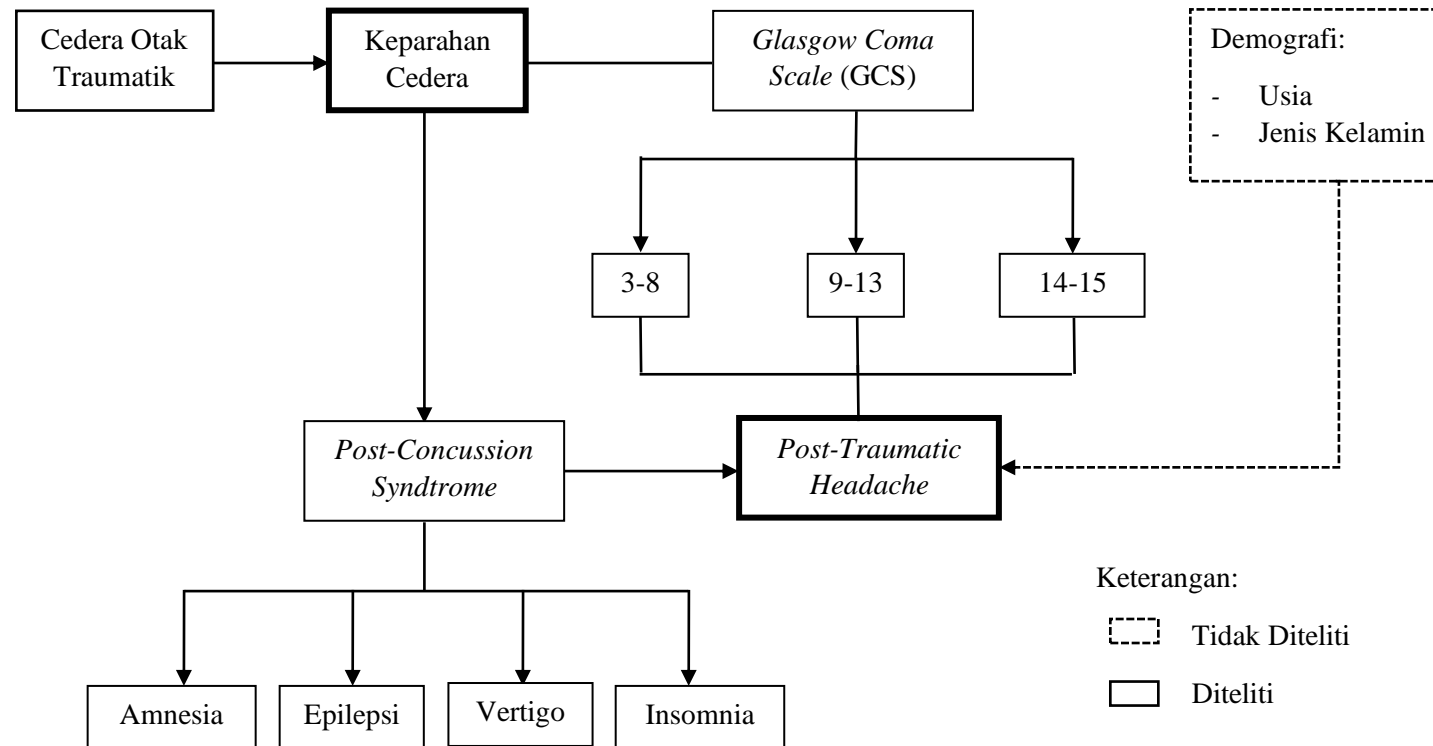 Cedera Otak
Traumatik
Keparahan
Cedera
Glasgow Coma
Scale (GCS)
Demografi:
- Usia
- Jenis Kelamin
3-8
9-13
14-15
Post-Concussion
Syndtrome
Post-Traumatic
Headache
Keterangan:
Tidak Diteliti
Diteliti
Amnesia
Epilepsi
Vertigo
Insomnia